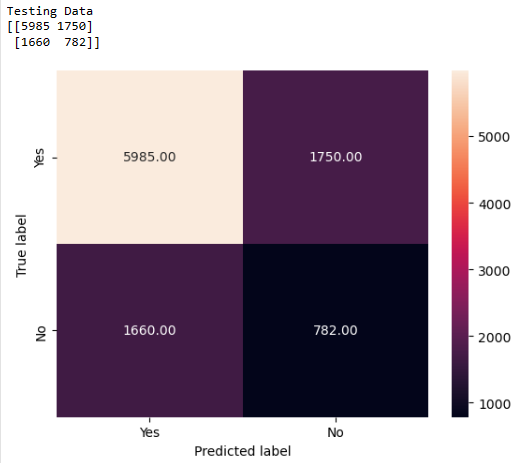 Testing Data
[[5985 1750]
 [1660  782]]
Yes
5985.00
1750.00
5000
4000
True label
3000
No
1660.00
782.00
2000
1000
Yes
No
Predicted label